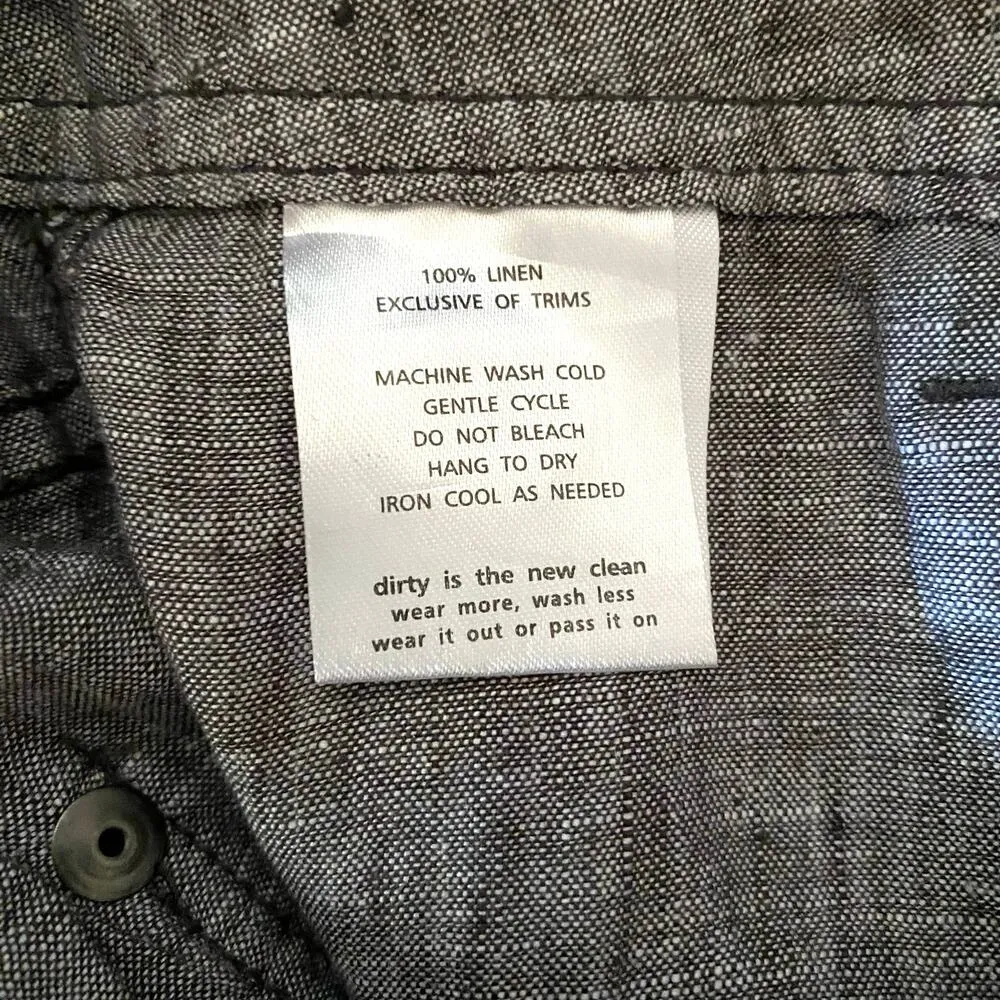 100% LINEN
EXCLUSIVE OF TRIMS
MACHINE WASH COLD
GENTLE CYCLE
DO NOT BLEACH
HANG TO DRY
IRON COOL AS NEEDED
dirty is the new clean
wear more, wash less
wear it out or pass it on